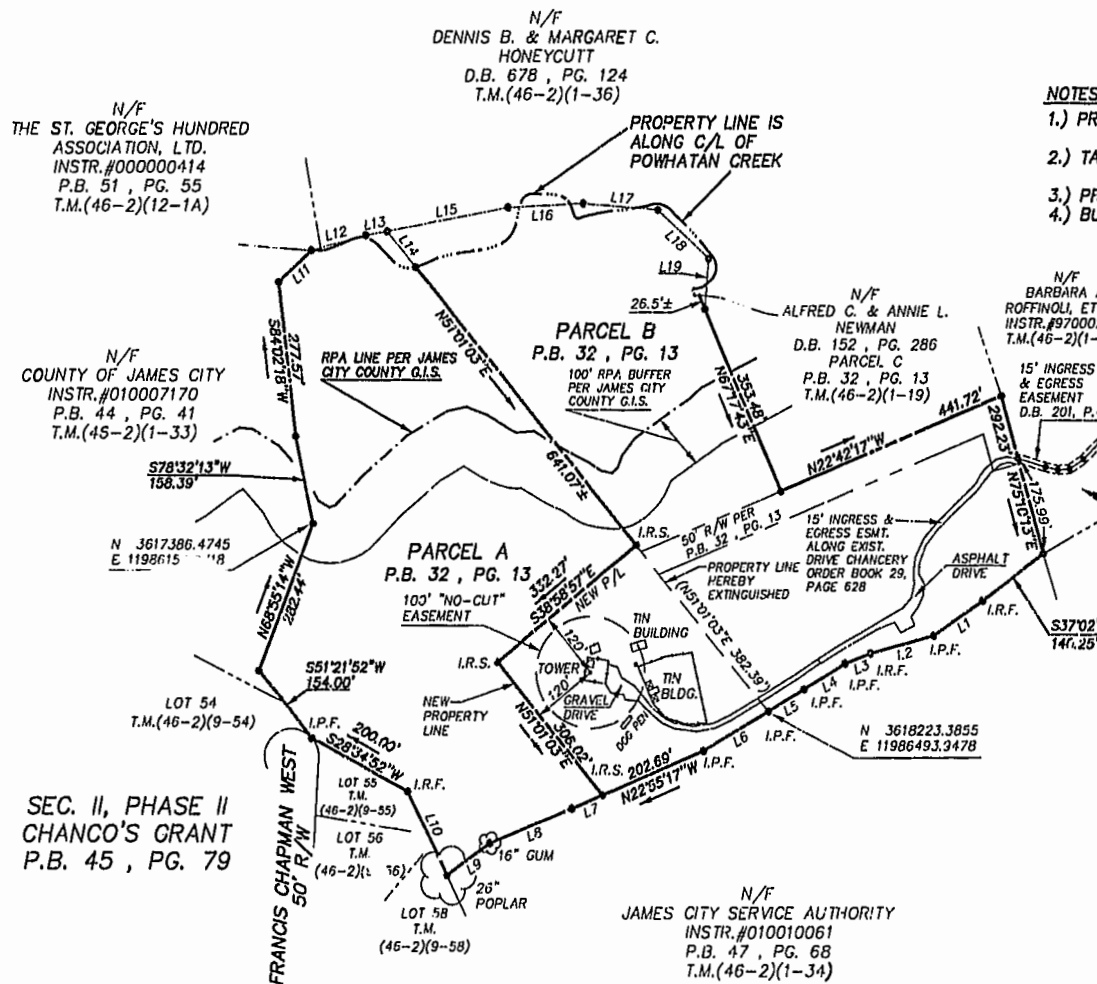 N/F
DENNIS B. & MARGARET C.
HONEYCUTT
D.B. 678 , PG. 124
T.M.(46-2)(1-36)
N/F
THE ST. GEORGE'S HUNDRED
ASSOCIATION, LTD.
INSTR.#000000414
P.B. 51 , PG. 55
T.M.(46-2)(12-1A)
PROPERTY LINE IS
ALONG C/L OF
POWHATAN CREEK
NOTES
1.) PR
2.) TA
3.) PR
4.) BU
L11
L12
L13
L14
L15
L16
L17
L18
L19
26.5'±
N/F
ALFRED C. & ANNIE L.
NEWMAN
D.B. 152 , PG. 286
PARCEL C
P.B. 32 , PG. 13
T.M.(46-2)(1-19)
N/F
BARBARA
ROFFINOLI, ET
INSTR.#97000
T.M.(46-2)(1-
15' INGRESS
& EGRESS
EASEMENT
D.B. 201, P.
PARCEL B
P.B. 32 , PG. 13
100' RPA BUFFER
PER JAMES CITY
COUNTY G.I.S.
RPA LINE PER JAMES
CITY COUNTY G.I.S.
N/F
COUNTY OF JAMES CITY
INSTR.#010007170
P.B. 44 , PG. 41
T.M.(45-2)(1-33)
S84°02'18"W
277.57'
N51°01'03"E
641.07'±
N67°17'43"E
353.48'
441.72'
N22°42'17"W
292.23'
N75°10'13"E
175.99'
S78°32'13"W
158.39'
N 3617386.4745
E 1198615
N68°55'14"W
282.44'
PARCEL A
P.B. 32 , PG. 13
I.R.S.
50' R/W PER
P.B. 32 , PG. 13
15' INGRESS &
EGRESS ESMT.
ALONG EXIST.
DRIVE CHANCERY
ORDER BOOK 29,
PAGE 628
ASPHALT
DRIVE
PROPERTY LINE
HEREBY
EXTINGUISHED
(N51°01'03"E 382.39')
332.27'
S38°58'57"E
NEW P/L
100' "NO-CUT"
EASEMENT
I.R.S.
120'
TOWER
120'
GRAVEL
DRIVE
TIN
BUILDING
TIN
BLDG.
DOG PEN
S37°02'
140.25'
I.R.F.
L1
I.P.F.
L2
I.R.F.
L3
I.P.F.
L4
I.P.F.
L5
I.P.F.
L6
I.P.F.
N 3618223.3855
E 11986493.9478
S51°21'52"W
154.00'
LOT 54
T.M.(46-2)(9-54)
NEW
PROPERTY
LINE
N51°01'03"E
306.02'
I.R.S.
202.69'
N22°55'17"W
I.P.F.
200.00'
S28°34'52"W
I.R.F.
LOT 55
T.M.
(46-2)(9-55)
LOT 56
T.M.
(46-2)(
L10
L9
L8
L7
16" GUM
26"
POPLAR
LOT 58
T.M.
(46-2)(9-58)
SEC. II, PHASE II
CHANCO'S GRANT
P.B. 45 , PG. 79
FRANCIS CHAPMAN WEST
50' R/W
N/F
JAMES CITY SERVICE AUTHORITY
INSTR.#010010061
P.B. 47 , PG. 68
T.M.(46-2)(1-34)